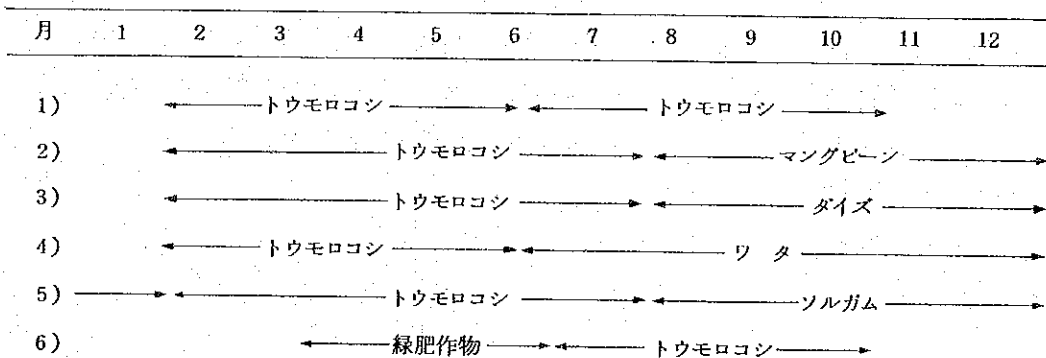 月 1 2 3 4 5 6 7 8 9 10 11 12
1) トウモロコシ トウモロコシ
2) トウモロコシ マングビーン
3) トウモロコシ ダイズ
4) トウモロコシ ワタ
5) トウモロコシ ソルガム
6) 緑肥作物 トウモロコシ